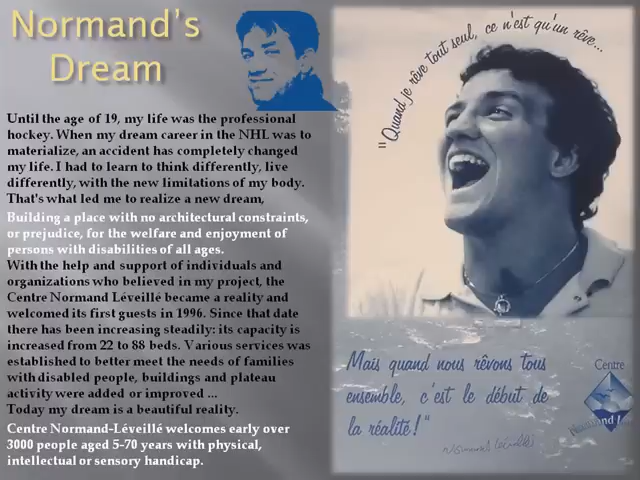 Normand's
Dream
Until the age of 19, my life was the professional
hockey. When my dream career in the NHL was to
materialize, an accident has completely changed
my life. I had to learn to think differently, live
differently, with the new limitations of my body.
That's what led me to realize a new dream,
Building a place with no architectural constraints,
or prejudice, for the welfare and enjoyment of
persons with disabilities of all ages.
With the help and support of individuals and
organizations who believed in my project, the
Centre Normand Léveillé became a reality and
welcomed its first guests in 1996. Since that date
there has been increasing steadily: its capacity is
increased from 22 to 88 beds. Various services was
established to better meet the needs of families
with disabled people, buildings and plateau
activity were added or improved ...
Today my dream is a beautiful reality.
Centre Normand-Léveillé welcomes early over
3000 people aged 5-70 years with physical,
intellectual or sensory handicap.
"Quand je rêve tout seul, ce n'est qu'un rêve...
Mais quand nous rêvons tous
ensemble, c'est le début de
la réalité!"
Normand Léveillé
Centre
Normand